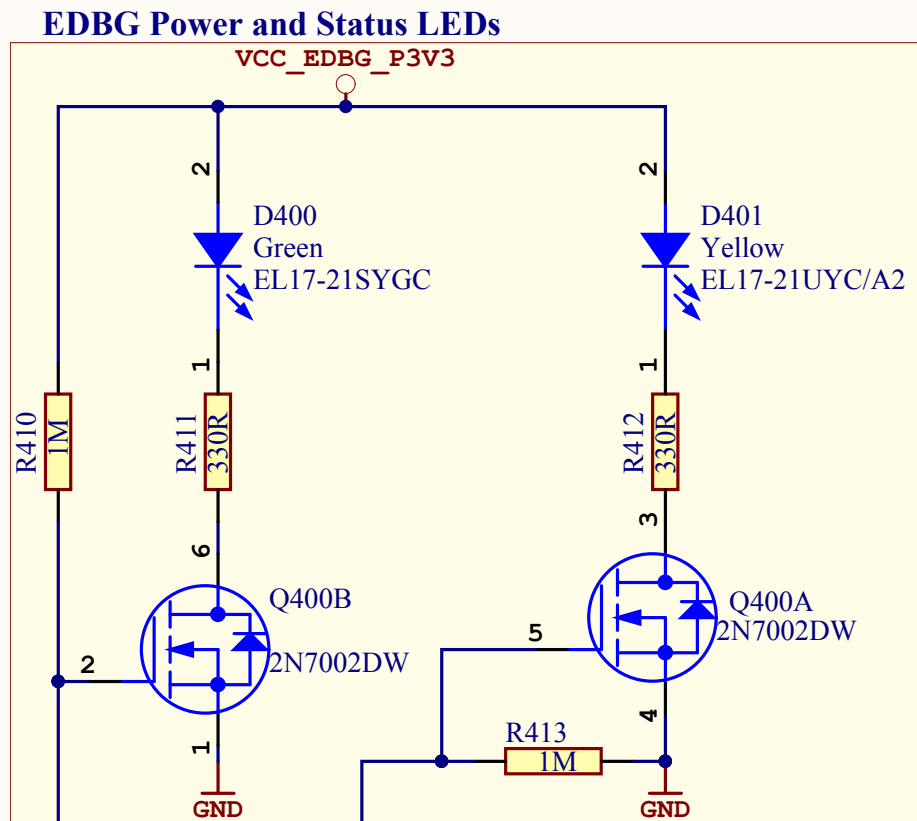 EDBG Power and Status LEDs
VCC_EDBG_P3V3
2
2
D400
Green
EL17-21SYGC
D401
Yellow
EL17-21UYC/A2
1
1
R410
1M
R411
330R
R412
330R
6
3
Q400B
2N7002DW
Q400A
2N7002DW
2
5
1
4
R413
1M
GND
GND